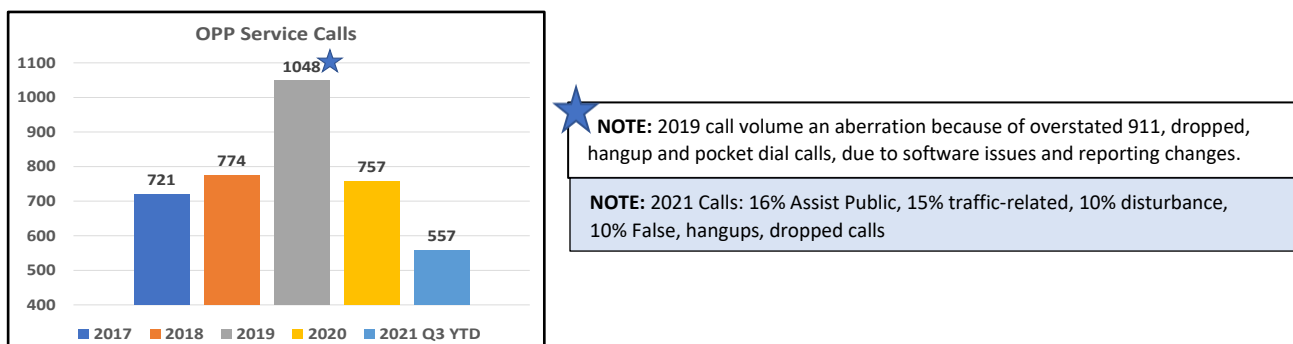 OPP Service Calls
1100
1000
900
800
700
600
500
400
721
774
1048
757
557
2017 2018 2019 2020 2021 Q3 YTD
NOTE: 2019 call volume an aberration because of overstated 911, dropped,
hangup and pocket dial calls, due to software issues and reporting changes.
NOTE: 2021 Calls: 16% Assist Public, 15% traffic-related, 10% disturbance,
10% False, hangups, dropped calls